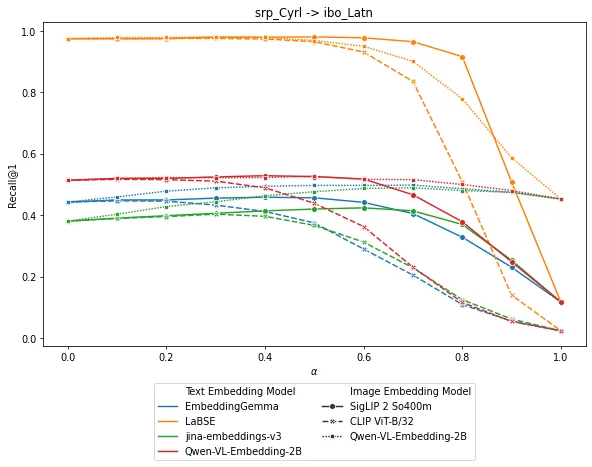 srp_Cyrl -> ibo_Latn
1.0
0.8
0.6
0.4
0.2
0.0
Recall@1
0.0 0.2 0.4 0.6 0.8 1.0
α
Text Embedding Model
EmbeddingGemma
LaBSE
jina-embeddings-v3
Qwen-VL-Embedding-2B
Image Embedding Model
SigLIP 2 So400m
CLIP ViT-B/32
Qwen-VL-Embedding-2B